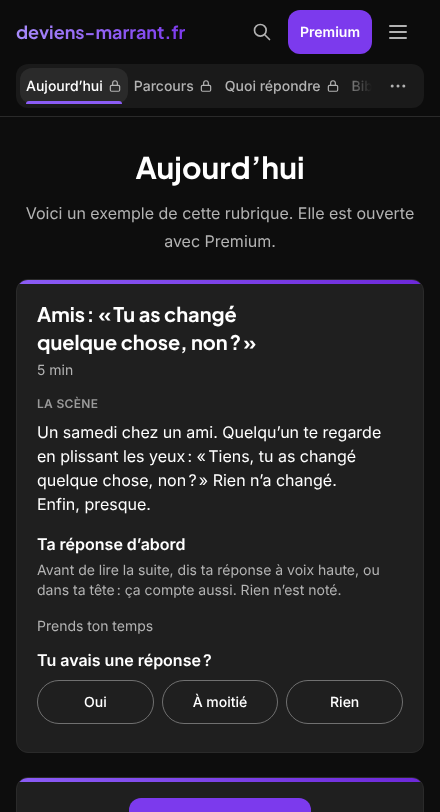 deviens-marrant.fr
Premium
Aujourd’hui
Parcours
Quoi répondre
Bib
Aujourd’hui
Voici un exemple de cette rubrique. Elle est ouverte
avec Premium.
Amis : « Tu as changé
quelque chose, non ? »
5 min
LA SCÈNE
Un samedi chez un ami. Quelqu’un te regarde
en plissant les yeux : « Tiens, tu as changé
quelque chose, non ? » Rien n’a changé.
Enfin, presque.
Ta réponse d’abord
Avant de lire la suite, dis ta réponse à voix haute, ou
dans ta tête : ça compte aussi. Rien n’est noté.
Prends ton temps
Tu avais une réponse ?
Oui
À moitié
Rien